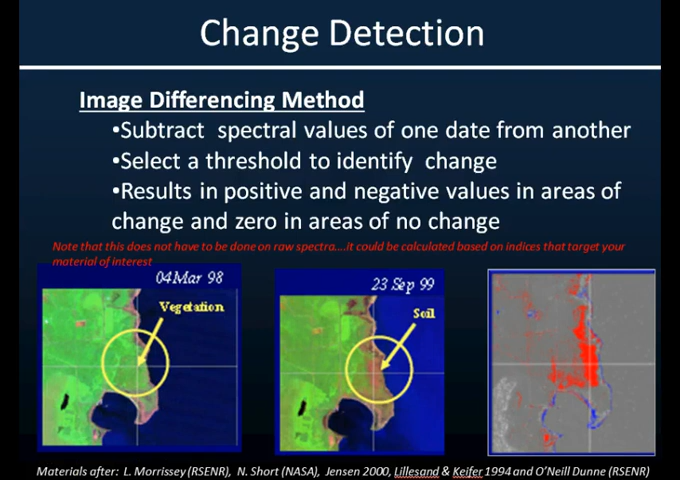 Change Detection
Image Differencing Method
•Subtract spectral values of one date from another
•Select a threshold to identify change
•Results in positive and negative values in areas of
change and zero in areas of no change
Note that this does not have to be done on raw spectra....it could be calculated based on indices that target your
material of interest
04 Mar 98
Vegetation
23 Sep 99
Soil
Materials after: L. Morrissey (RSENR), N. Short (NASA), Jensen 2000, Lillesand & Keifer 1994 and O'Neill Dunne (RSENR)